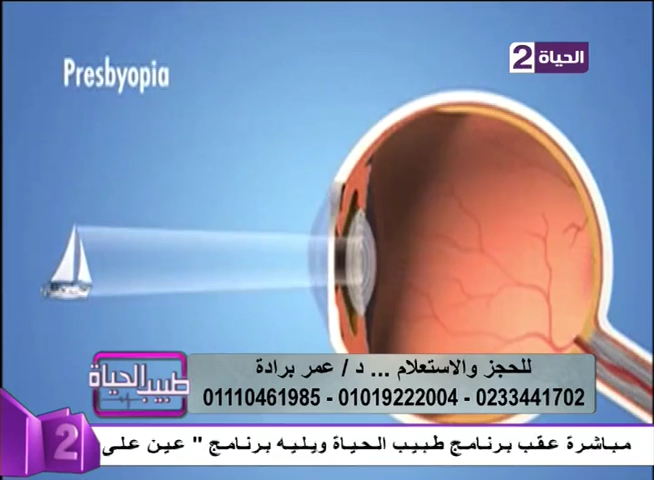 Presbyopia
الحياة 2
للحجز والاستعلام ... د / عمر برادة
0233441702 - 01019222004 - 01110461985
طبيب الحياة
2
مباشرة عقب برنامج طبيب الحياة ويليه برنامج " عين على